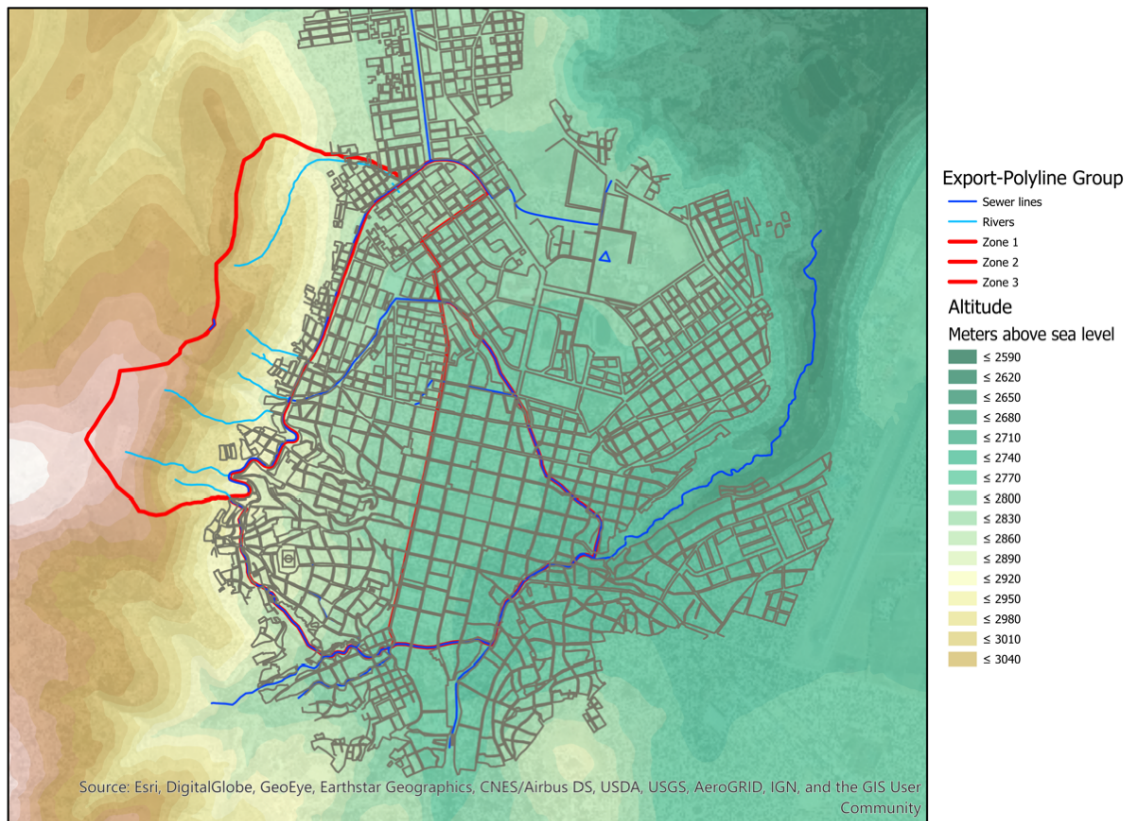 Export-Polyline Group
Sewer lines
Rivers
Zone 1
Zone 2
Zone 3
Altitude
Meters above sea level
≤ 2590
≤ 2620
≤ 2650
≤ 2680
≤ 2710
≤ 2740
≤ 2770
≤ 2800
≤ 2830
≤ 2860
≤ 2890
≤ 2920
≤ 2950
≤ 2980
≤ 3010
≤ 3040
Source: Esri, DigitalGlobe, GeoEye, Earthstar Geographics, CNES/Airbus DS, USDA, USGS, AeroGRID, IGN, and the GIS User
Community